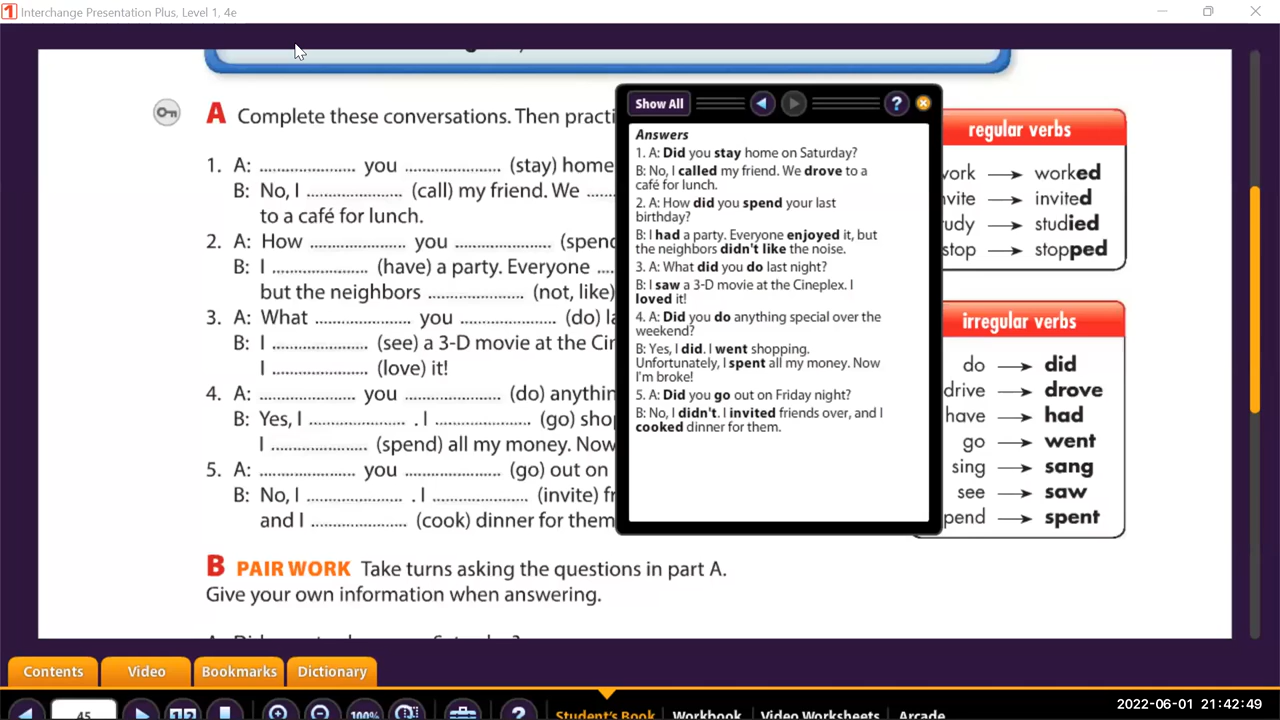 Interchange Presentation Plus, Level 1, 4e
A Complete these conversations. Then practi
1. A: ................... you ................... (stay) home
B: No, I ................... (call) my friend. We ......
to a café for lunch.
2. A: How ................... you ................... (spend
B: I ................... (have) a party. Everyone ....
but the neighbors ................... (not, like)
3. A: What ................... you ................... (do) la
B: I ................... (see) a 3-D movie at the Cin
I ................... (love) it!
4. A: ................... you ................... (do) anythin
B: Yes, I ................... . I ................... (go) sho
I ................... (spend) all my money. Now
5. A: ................... you ................... (go) out on
B: No, I ................... . I ................... (invite) fr
and I ................... (cook) dinner for them
Show All
?
Answers
1. A: Did you stay home on Saturday?
B: No, I called my friend. We drove to a
café for lunch.
2. A: How did you spend your last
birthday?
B: I had a party. Everyone enjoyed it, but
the neighbors didn't like the noise.
3. A: What did you do last night?
B: I saw a 3-D movie at the Cineplex. I
loved it!
4. A: Did you do anything special over the
weekend?
B: Yes, I did. I went shopping.
Unfortunately, I spent all my money. Now
I'm broke!
5. A: Did you go out on Friday night?
B: No, I didn't. I invited friends over, and I
cooked dinner for them.
regular verbs
vork → worked
nvite → invited
udy → studied
stop → stopped
irregular verbs
do → did
drive → drove
have → had
go → went
sing → sang
see → saw
pend → spent
B PAIR WORK Take turns asking the questions in part A.
Give your own information when answering.
Contents Video Bookmarks Dictionary
45 100% ? Student's Book Workbook Video Worksheets Arcade
2022-06-01 21:42:49